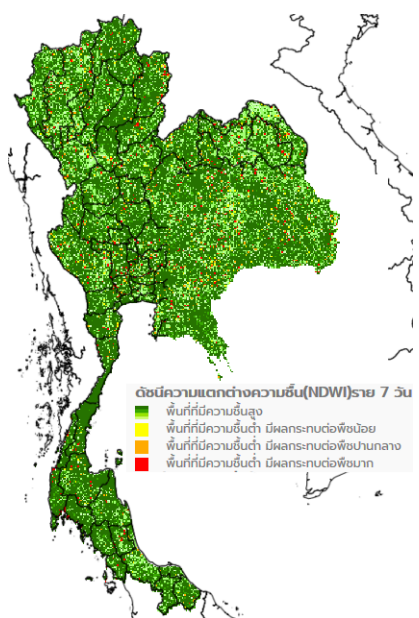 ดัชนีความแตกต่างความชื้น(NDWI)ราย 7 วัน
พื้นที่ที่มีความชื้นสูง
พื้นที่ที่มีความชื้นต่ำ มีผลกระทบต่อพืชน้อย
พื้นที่ที่มีความชื้นต่ำ มีผลกระทบต่อพืชปานกลาง
พื้นที่ที่มีความชื้นต่ำ มีผลกระทบต่อพืชมาก